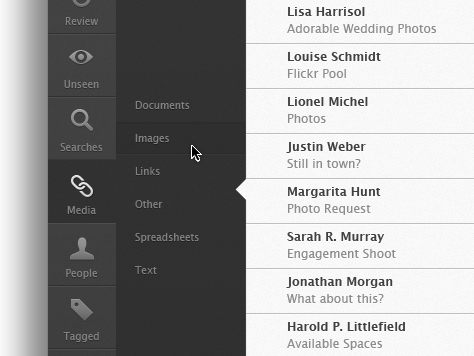 Review
Unseen
Searches
Media
People
Tagged
Documents
Images
Links
Other
Spreadsheets
Text
Lisa Harrisol
Adorable Wedding Photos
Louise Schmidt
Flickr Pool
Lionel Michel
Photos
Justin Weber
Still in town?
Margarita Hunt
Photo Request
Sarah R. Murray
Engagement Shoot
Jonathan Morgan
What about this?
Harold P. Littlefield
Available Spaces